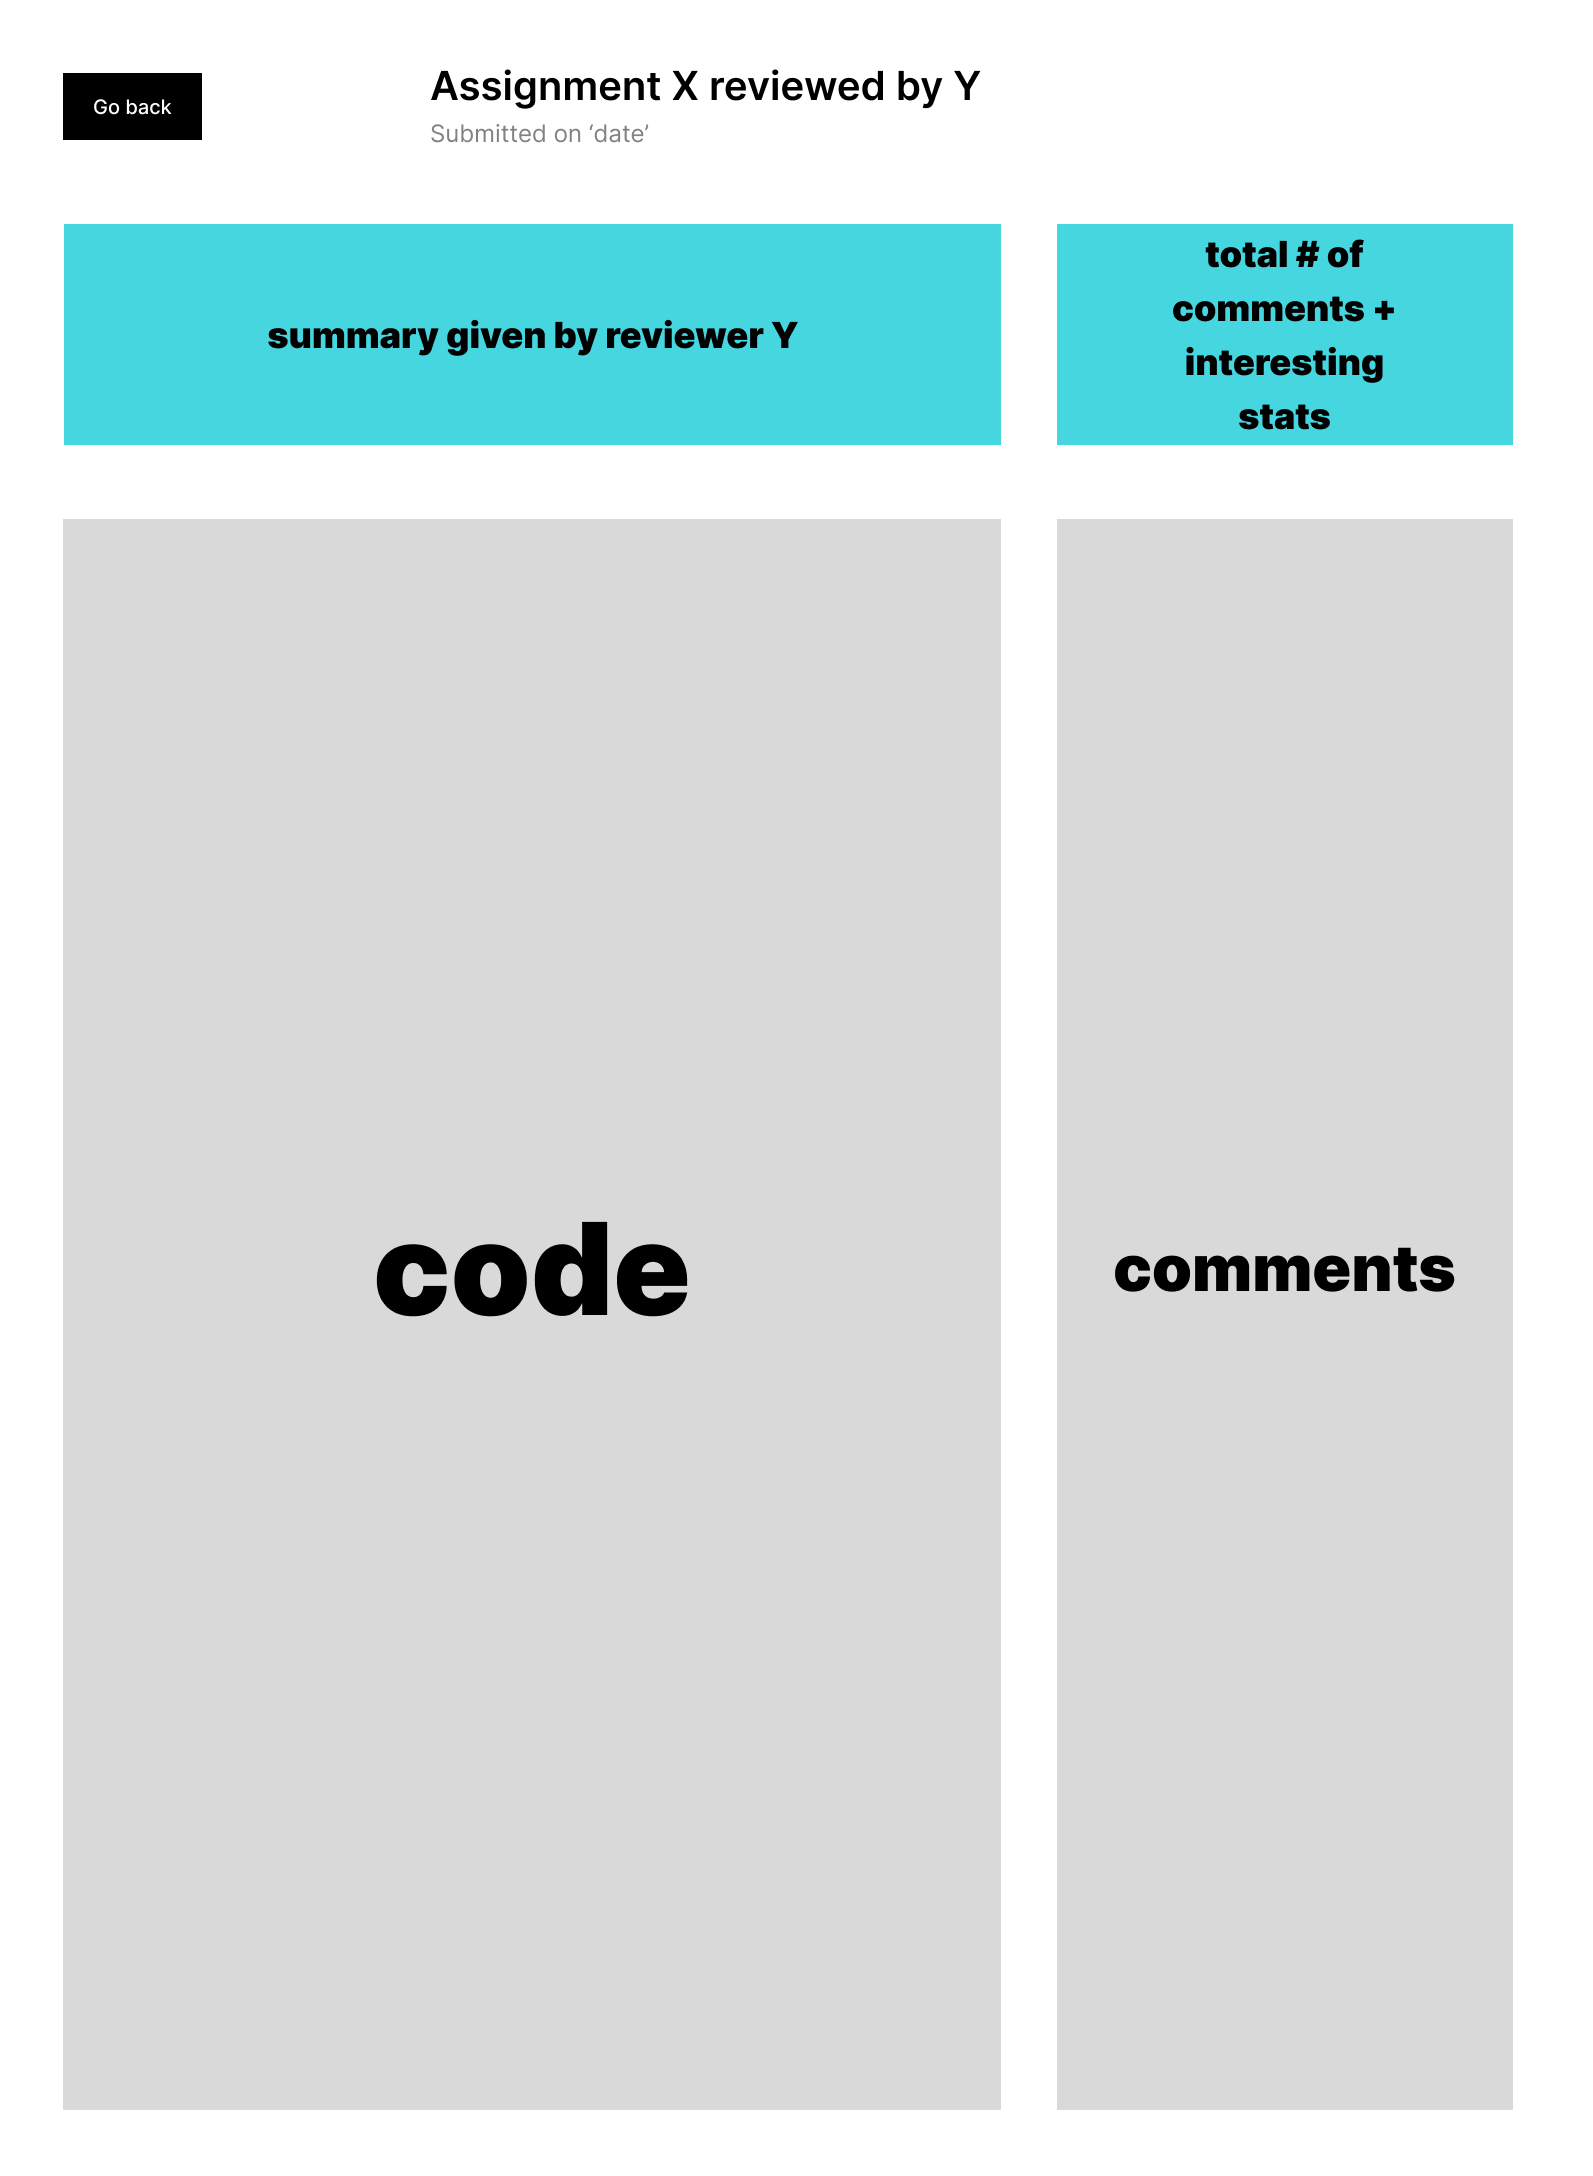 Go back
Assignment X reviewed by Y
Submitted on ‘date’
summary given by reviewer Y
total # of
comments +
interesting
stats
code
comments